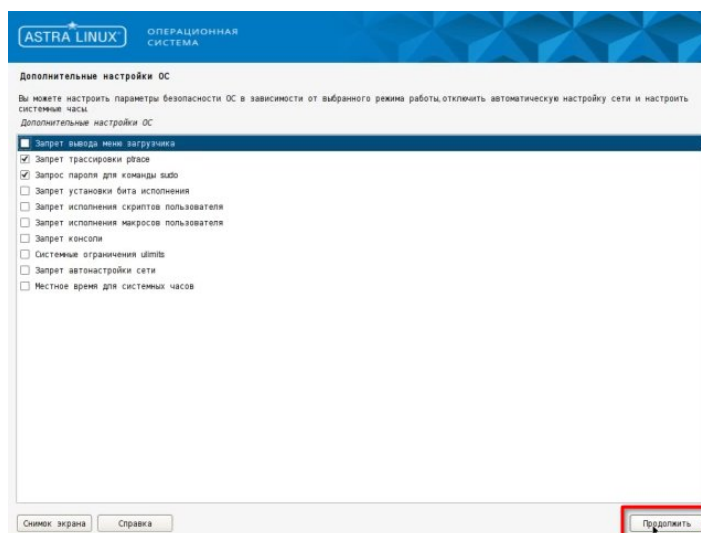 ASTRA LINUX®
ОПЕРАЦИОННАЯ
СИСТЕМА
Дополнительные настройки ОС
Вы можете настроить параметры безопасности ОС в зависимости от выбранного режима работы,отключить автоматическую настройку сети и настроить
системные часы.
Дополнительные настройки ОС
Запрет вывода меню загрузчика
Запрет трассировки ptrace
Запрос пароля для команды sudo
Запрет установки бита исполнения
Запрет исполнения скриптов пользователя
Запрет исполнения макросов пользователя
Запрет консоли
Системные ограничения ulimits
Запрет автонастройки сети
Местное время для системных часов
Снимок экрана
Справка
Продолжить